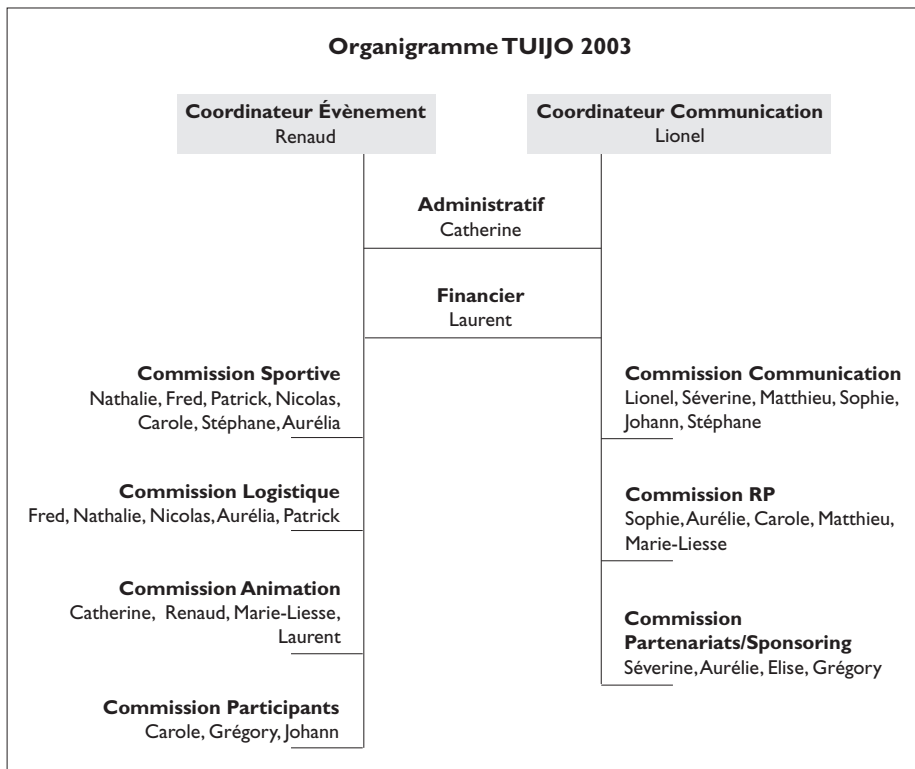 Organigramme TUIJO 2003
Coordinateur Évènement
Renaud
Coordinateur Communication
Lionel
Administratif
Catherine
Financier
Laurent
Commission Sportive
Nathalie, Fred, Patrick, Nicolas,
Carole, Stéphane, Aurélia
Commission Logistique
Fred, Nathalie, Nicolas, Aurélia, Patrick
Commission Animation
Catherine, Renaud, Marie-Liesse,
Laurent
Commission Participants
Carole, Grégory, Johann
Commission Communication
Lionel, Séverine, Matthieu, Sophie,
Johann, Stéphane
Commission RP
Sophie, Aurélie, Carole, Matthieu,
Marie-Liesse
Commission
Partenariats/Sponsoring
Séverine, Aurélie, Elise, Grégory